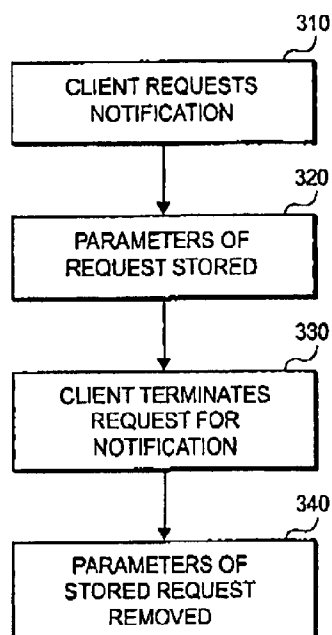 310
CLIENT REQUESTS
NOTIFICATION
320
PARAMETERS OF
REQUEST STORED
330
CLIENT TERMINATES
REQUEST FOR
NOTIFICATION
340
PARAMETERS OF
STORED REQUEST
REMOVED